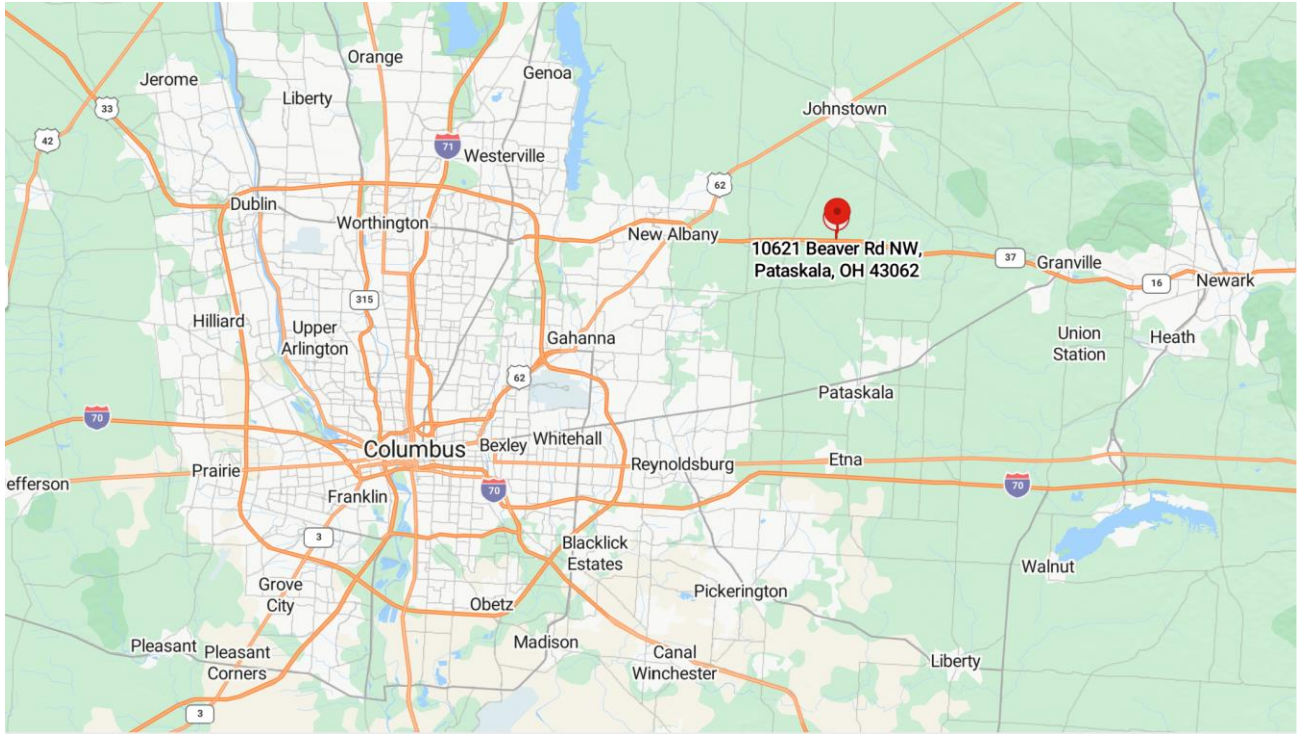 Orange
Jerome
Genoa
Liberty
33
Johnstown
42
71
Westerville
62
Dublin
Worthington
New Albany
10621 Beaver Rd NW,
Pataskala, OH 43062
37
Granville
16
Newark
315
Hilliard
Upper
Arlington
Gahanna
Union
Station
Heath
62
Pataskala
70
Columbus
Bexley
Whitehall
Prairie
Reynoldsburg
Etna
efferson
Franklin
70
70
3
Blacklick
Estates
Walnut
Grove
City
Obetz
Pickerington
Madison
Pleasant
Pleasant
Corners
Canal
Winchester
Liberty
3